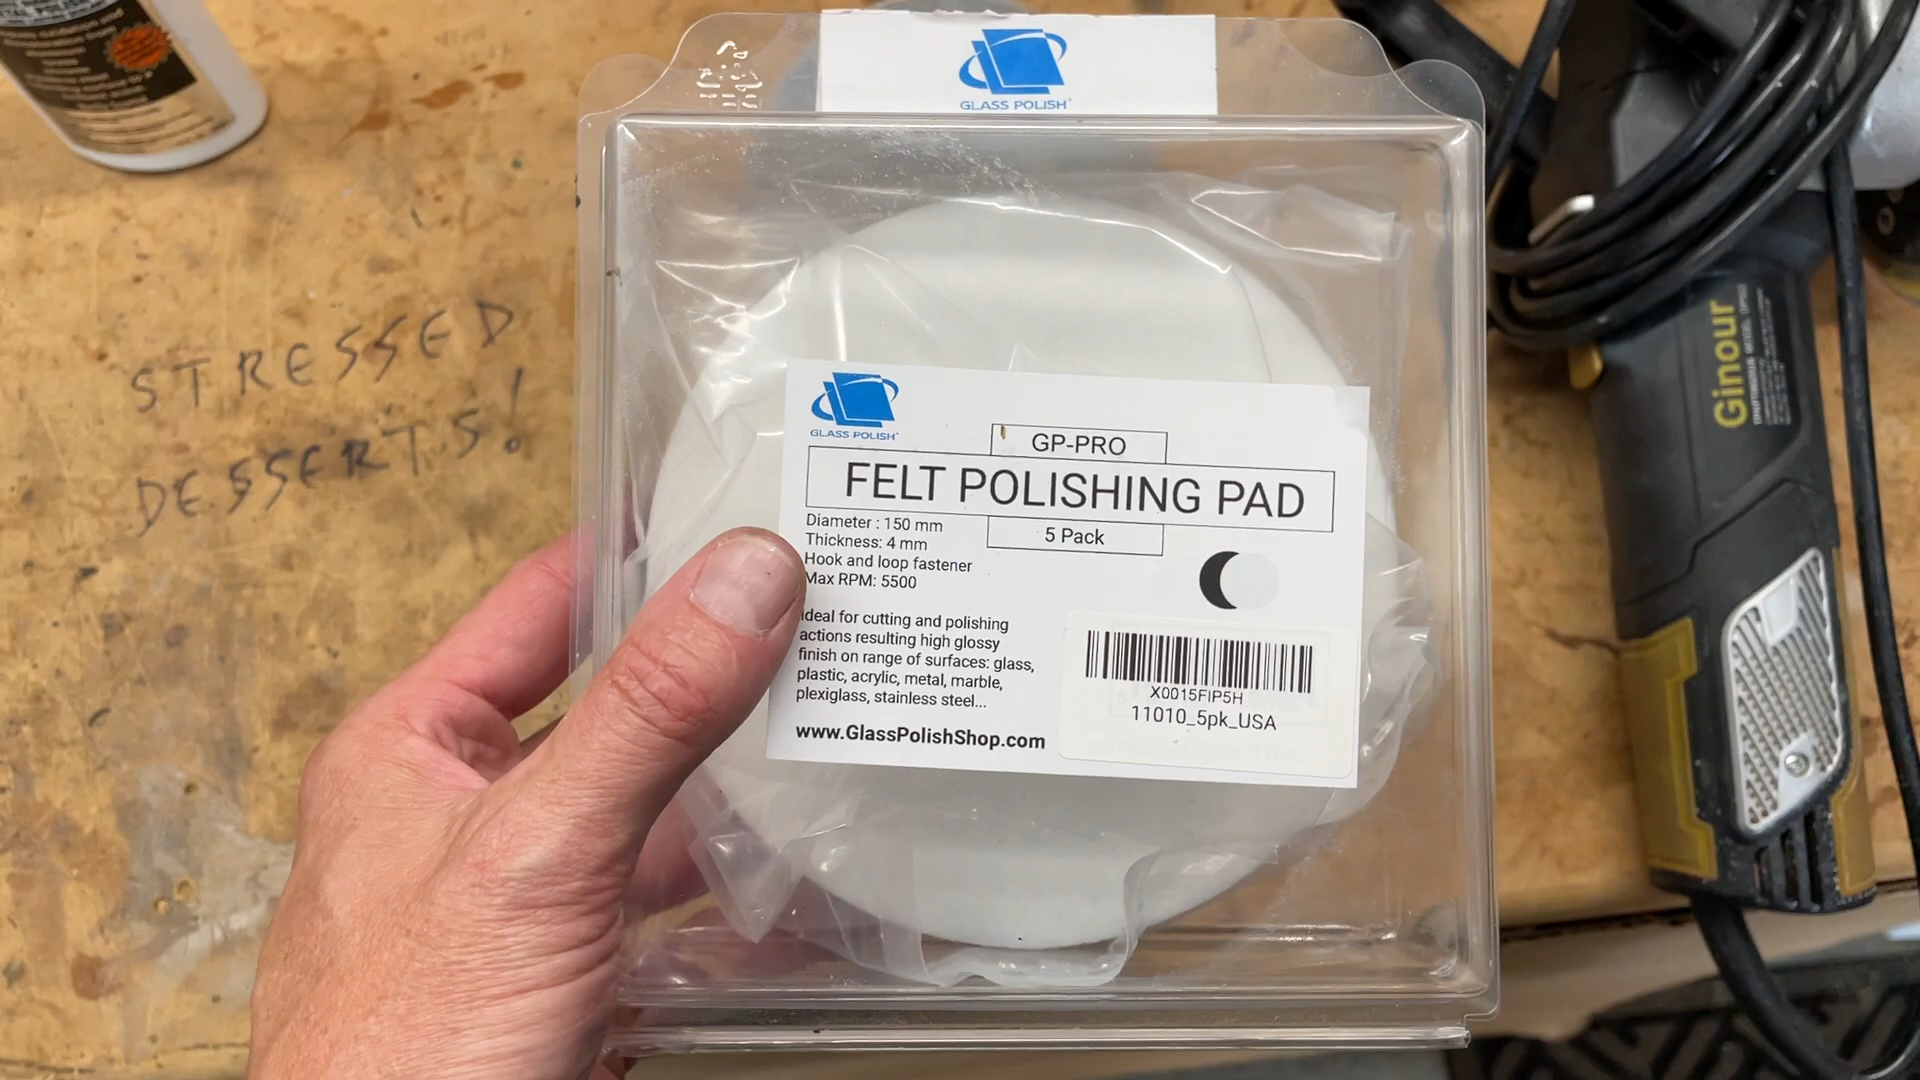 GLASS POLISH
STRESSED
DESSERTS!
GLASS POLISH
GP-PRO
FELT POLISHING PAD
5 Pack
Diameter : 150 mm
Thickness: 4 mm
Hook and loop fastener
Max RPM: 5500
Ideal for cutting and polishing
actions resulting high glossy
finish on range of surfaces: glass,
plastic, acrylic, metal, marble,
plexiglass, stainless steel...
www.GlassPolishShop.com
X0015FIP5H
11010_5pk_USA
Ginour